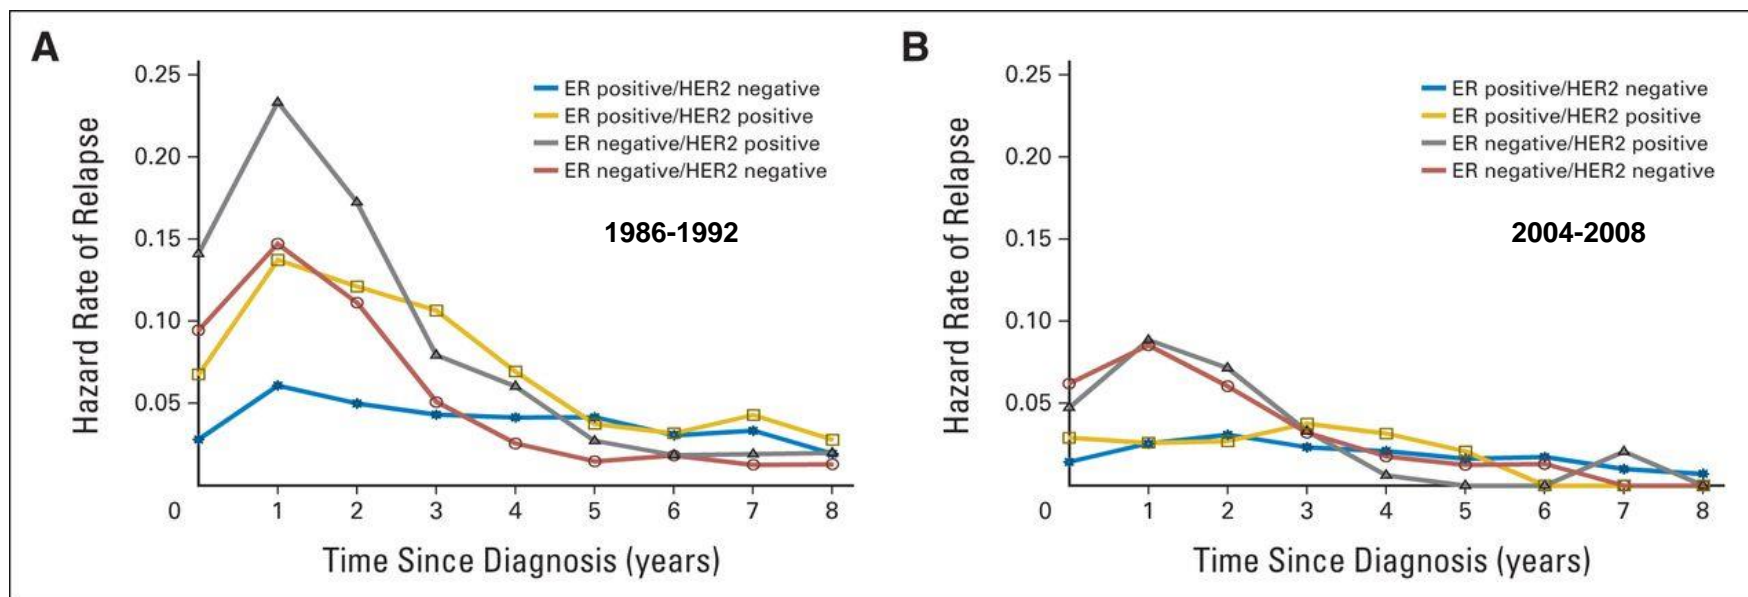 A
0.25
0.20
0.15
0.10
0.05
0
1 2 3 4 5 6 7 8
Hazard Rate of Relapse
Time Since Diagnosis (years)
ER positive/HER2 negative
ER positive/HER2 positive
ER negative/HER2 positive
ER negative/HER2 negative
1986-1992
B
0.25
0.20
0.15
0.10
0.05
0
1 2 3 4 5 6 7 8
Hazard Rate of Relapse
Time Since Diagnosis (years)
ER positive/HER2 negative
ER positive/HER2 positive
ER negative/HER2 positive
ER negative/HER2 negative
2004-2008